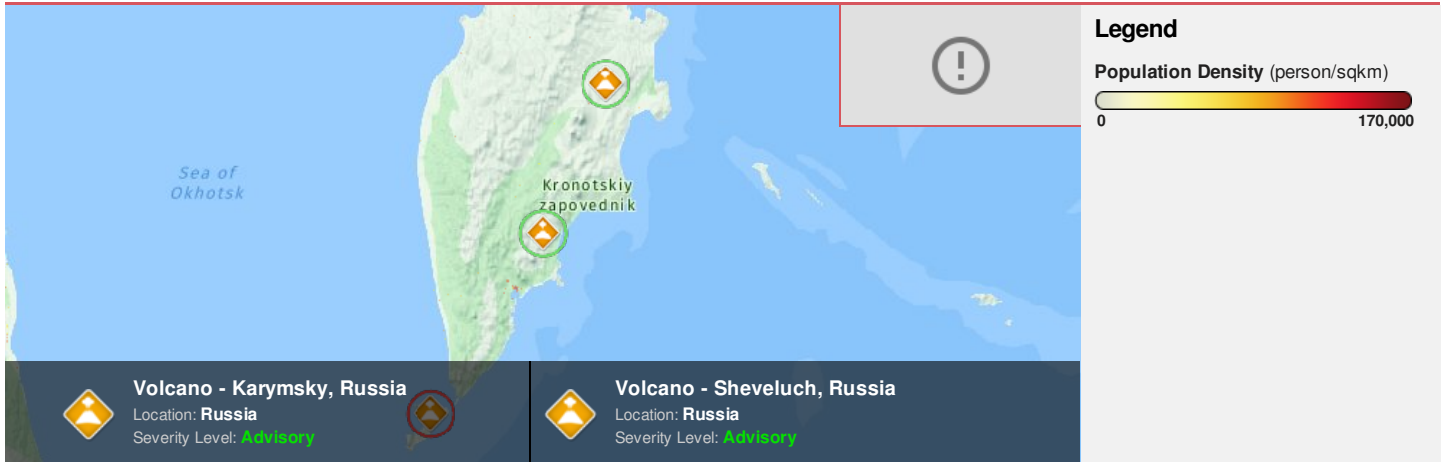 Legend
Population Density (person/sqkm)
0 170,000
Sea of
Okhotsk
Kronotskiy
zapovednik
Volcano - Karymsky, Russia
Location: Russia
Severity Level: Advisory
Volcano - Sheveluch, Russia
Location: Russia
Severity Level: Advisory